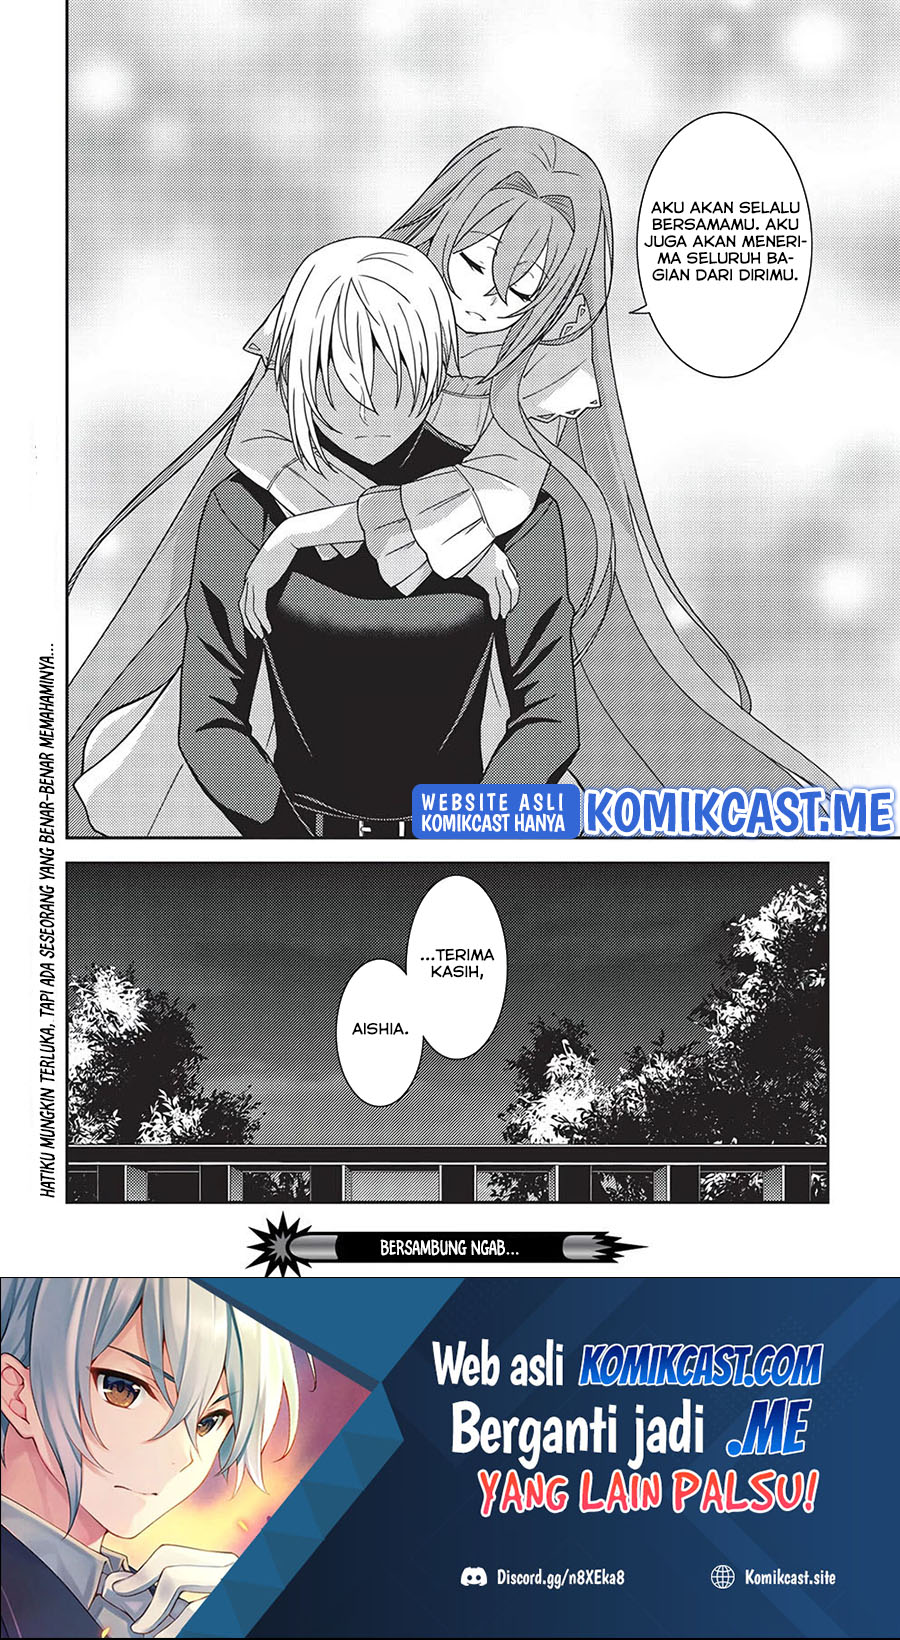 AKU AKAN SELALU
BERSAMAMU. AKU
JUGA AKAN MENERI-
MA SELURUH BA-
GIAN DARI DIRIMU.
HATIKU MUNGKIN TERLUKA, TAPI ADA SESEORANG YANG BENAR-BENAR MEMAHAMINYA...
WEBSITE ASLI
KOMIKCAST HANYA
KOMIKCAST.ME
...TERIMA
KASIH,
AISHIA.
BERSAMBUNG NGAB...
Web asli KOMIKCAST.COM
Berganti jadi .ME
YANG LAIN PALSU!
Discord.gg/n8XEka8
Komikcast.site